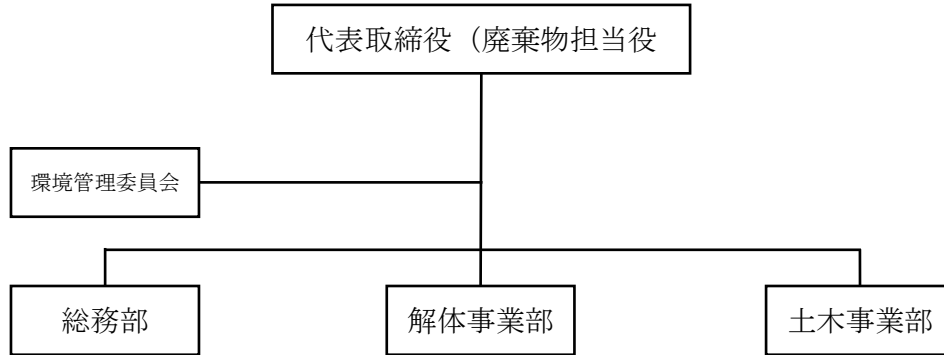 代表取締役（廃棄物担当役
環境管理委員会
総務部
解体事業部
土木事業部